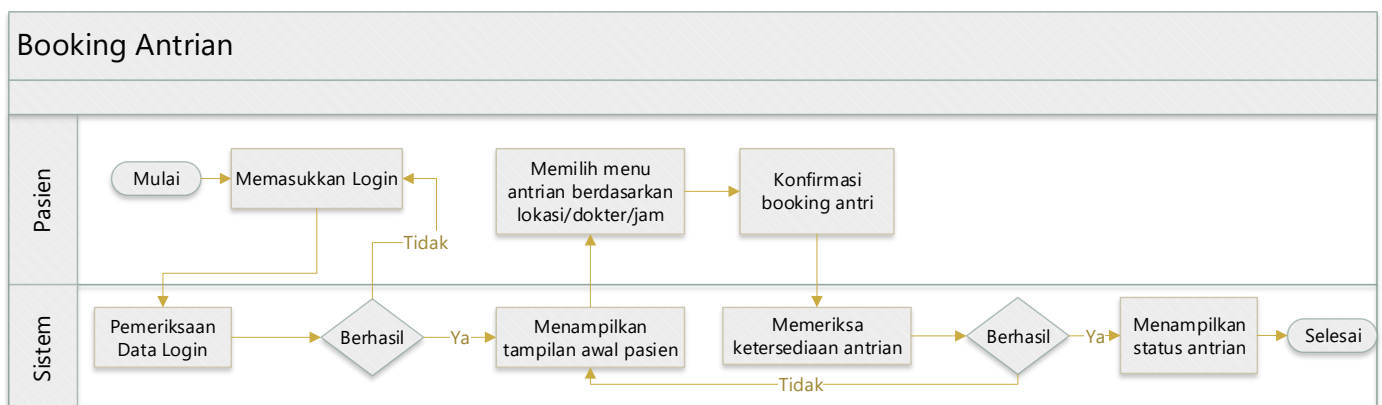 Booking Antrian
Pasien
Mulai
Memasukkan Login
Memilih menu
antrian berdasarkan
lokasi/dokter/jam
Konfirmasi
booking antri
Tidak
Sistem
Pemeriksaan
Data Login
Berhasil
Ya
Menampilkan
tampilan awal pasien
Memeriksa
ketersediaan antrian
Berhasil
Ya
Menampilkan
status antrian
Selesai
Tidak